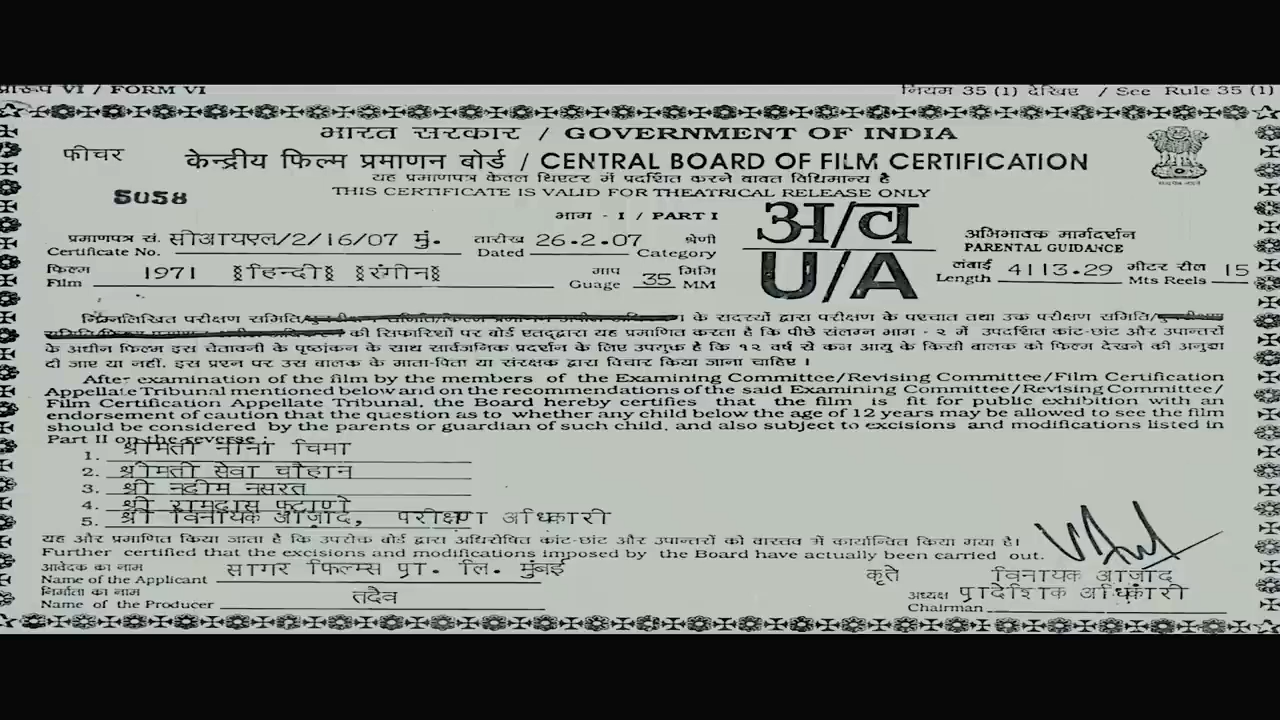 प्रारूप VI / FORM VI
नियम 35 (1) देखिए / See Rule 35 (1)
भारत सरकार / GOVERNMENT OF INDIA
फीचर
केन्द्रीय फिल्म प्रमाणन बोर्ड / CENTRAL BOARD OF FILM CERTIFICATION
यह प्रमाणपत्र केवल थिएटर में प्रदर्शित करने बावत विधिमान्य है
5058
THIS CERTIFICATE IS VALID FOR THEATRICAL RELEASE ONLY
भाग - I / PART I
प्रमाणपत्र सं. सीआयएल/2/16/07 मुं. तारीख 26.2.07 श्रेणी
Certificate No. Dated Category
अ/व
U/A
अभिभावक मार्गदर्शन
PARENTAL GUIDANCE
फिल्म 1971 हिन्दी रंगीन माप 35 मिमि
Film Guage MM
लंबाई 4113.29 मीटर रील 15
Length Mts Reels
निम्नलिखित परीक्षण समिति/ के सदस्यों द्वारा परीक्षण के पश्चात तथा उक्त परीक्षण समिति/
की सिफारिशों पर बोर्ड एतद्द्वारा यह प्रमाणित करता है कि पीछे संलग्न भाग - २ में उपदर्शित कांट-छांट और उपान्तरों
के अधीन फिल्म इस चेतावनी के पृष्ठांकन के साथ सार्वजनिक प्रदर्शन के लिए उपयुक्त है कि १२ वर्ष से कम आयु के किसी बालक को फिल्म देखने की अनुज्ञा
दी जाए या नहीं. इस प्रश्न पर उस बालक के माता-पिता या संरक्षक द्वारा विचार किया जाना चाहिए ।
After examination of the film by the members of the Examining Committee/Revising Committee/Film Certification
Appellate Tribunal mentioned below and on the recommendations of the said Examining Committee/Revising Committee/
Film Certification Appellate Tribunal, the Board hereby certifies that the film is fit for public exhibition with an
endorsement of caution that the question as to whether any child below the age of 12 years may be allowed to see the film
should be considered by the parents or guardian of such child, and also subject to excisions and modifications listed in
Part II on the reverse :
1. श्रीमती नीना चिमा
2. श्रीमती सेवा चौहान
3. श्री नदीम नसरत
4. श्री रामदास फुटाणे
5. श्री विनायक आज़ाद, परीक्षण अधिकारी
यह और प्रमाणित किया जाता है कि उपरोक्त बोर्ड द्वारा अधिरोपित कांट-छांट और उपान्तरों को वास्तव में कार्यान्वित किया गया है।
Further certified that the excisions and modifications imposed by the Board have actually been carried out.
आवेदक का नाम सागर फिल्म्स प्रा. लि. मुंबई
Name of the Applicant
कृते विनायक आज़ाद
निर्माता का नाम तदैव
Name of the Producer
अध्यक्ष प्रादेशिक अधिकारी
Chairman